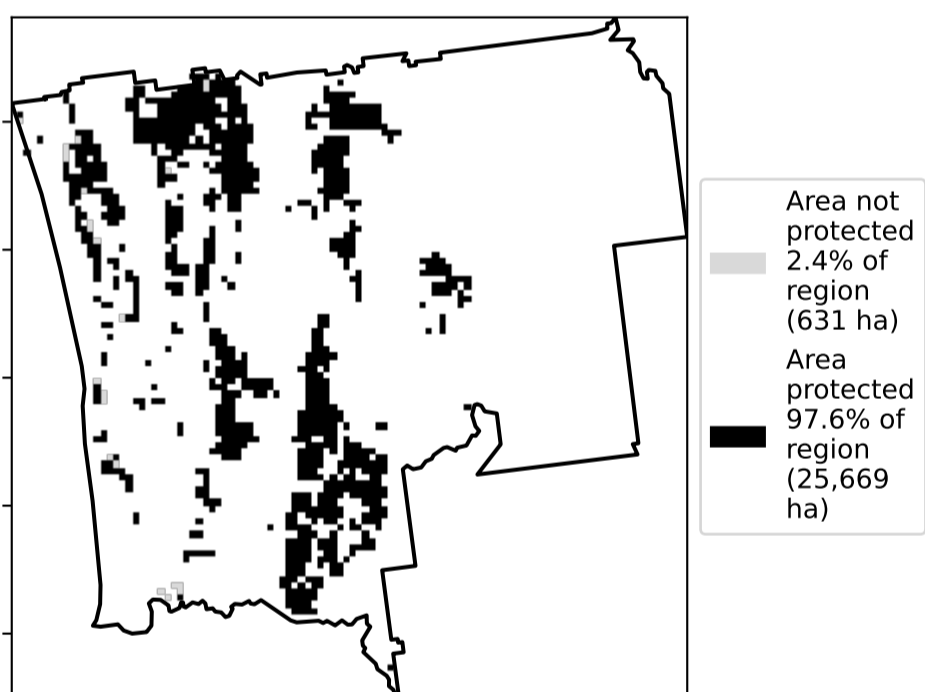 Area not
protected
2.4% of
region
(631 ha)
Area
protected
97.6% of
region
(25,669
ha)